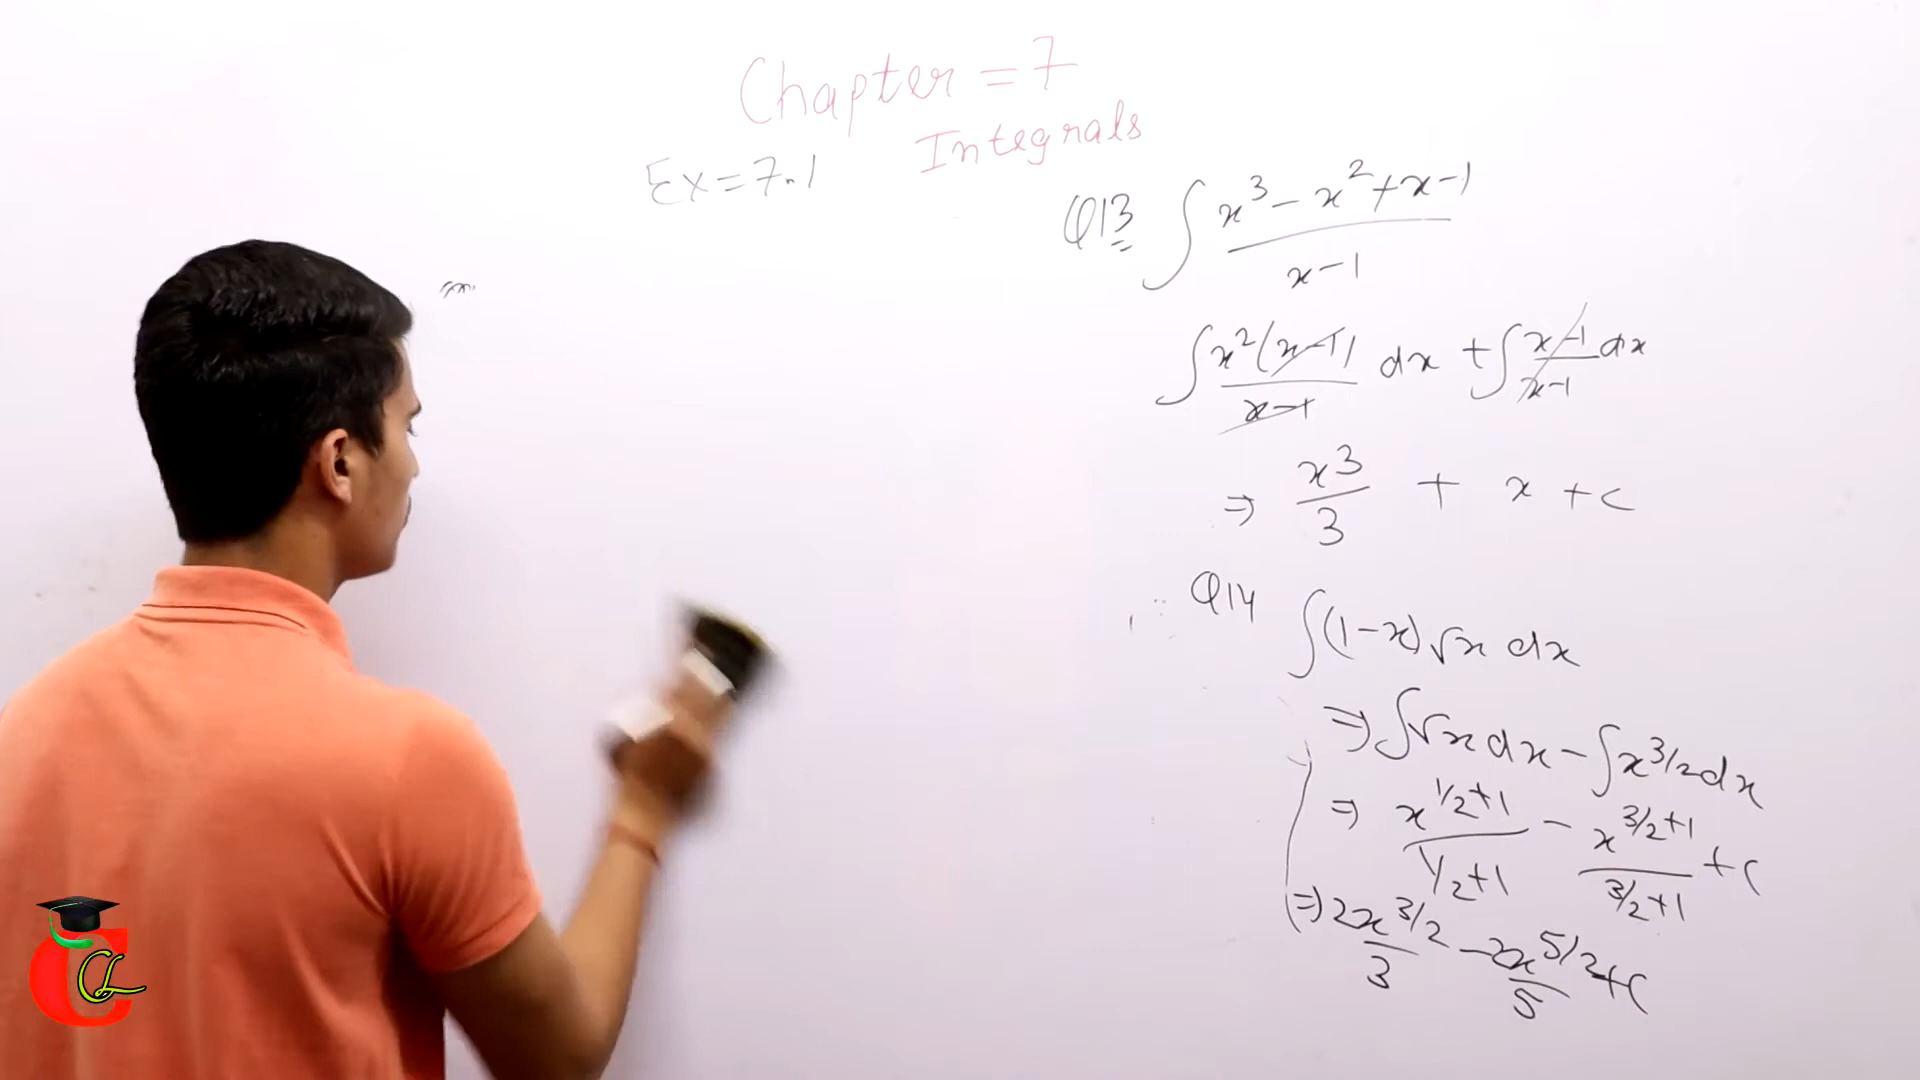 Chapter = 7
Integrals
Ex = 7.1
Q13 ∫ x³ - x² + x - 1 / x - 1
∫ x²(x-1) / x-1 dx + ∫ x-1 / x-1 dx
⇒ x³/3 + x + c
Q14 ∫(1-x)√x dx
⇒ ∫√x dx - ∫x^3/2 dx
⇒ x^1/2+1 / 1/2+1 - x^3/2+1 / 3/2+1 + C
⇒ 2x^3/2 / 3 - 2x^5/2 / 5 + C
CL